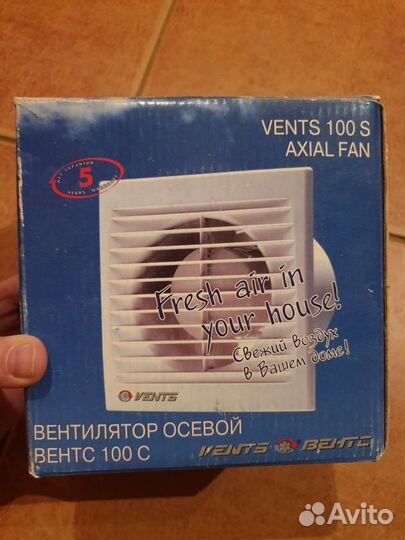 VENTS 100 S
AXIAL FAN
5
Fresh air in
your house!
Свежий воздух
в Вашем доме!
VENTS
ВЕНТИЛЯТОР ОСЕВОЙ
ВЕНТС 100 С
VENTS ВЕНТС
Avito